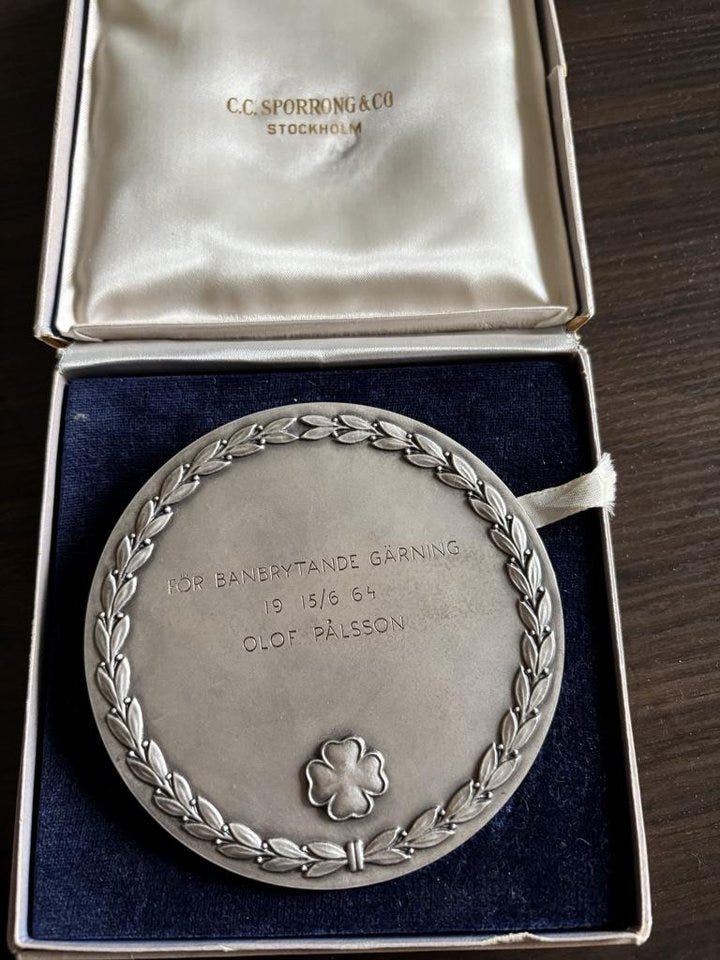 C.C. SPORRONG & CO
STOCKHOLM
FÖR BANBRYTANDE GÄRNING
19 15/6 64
OLOF PÅLSSON